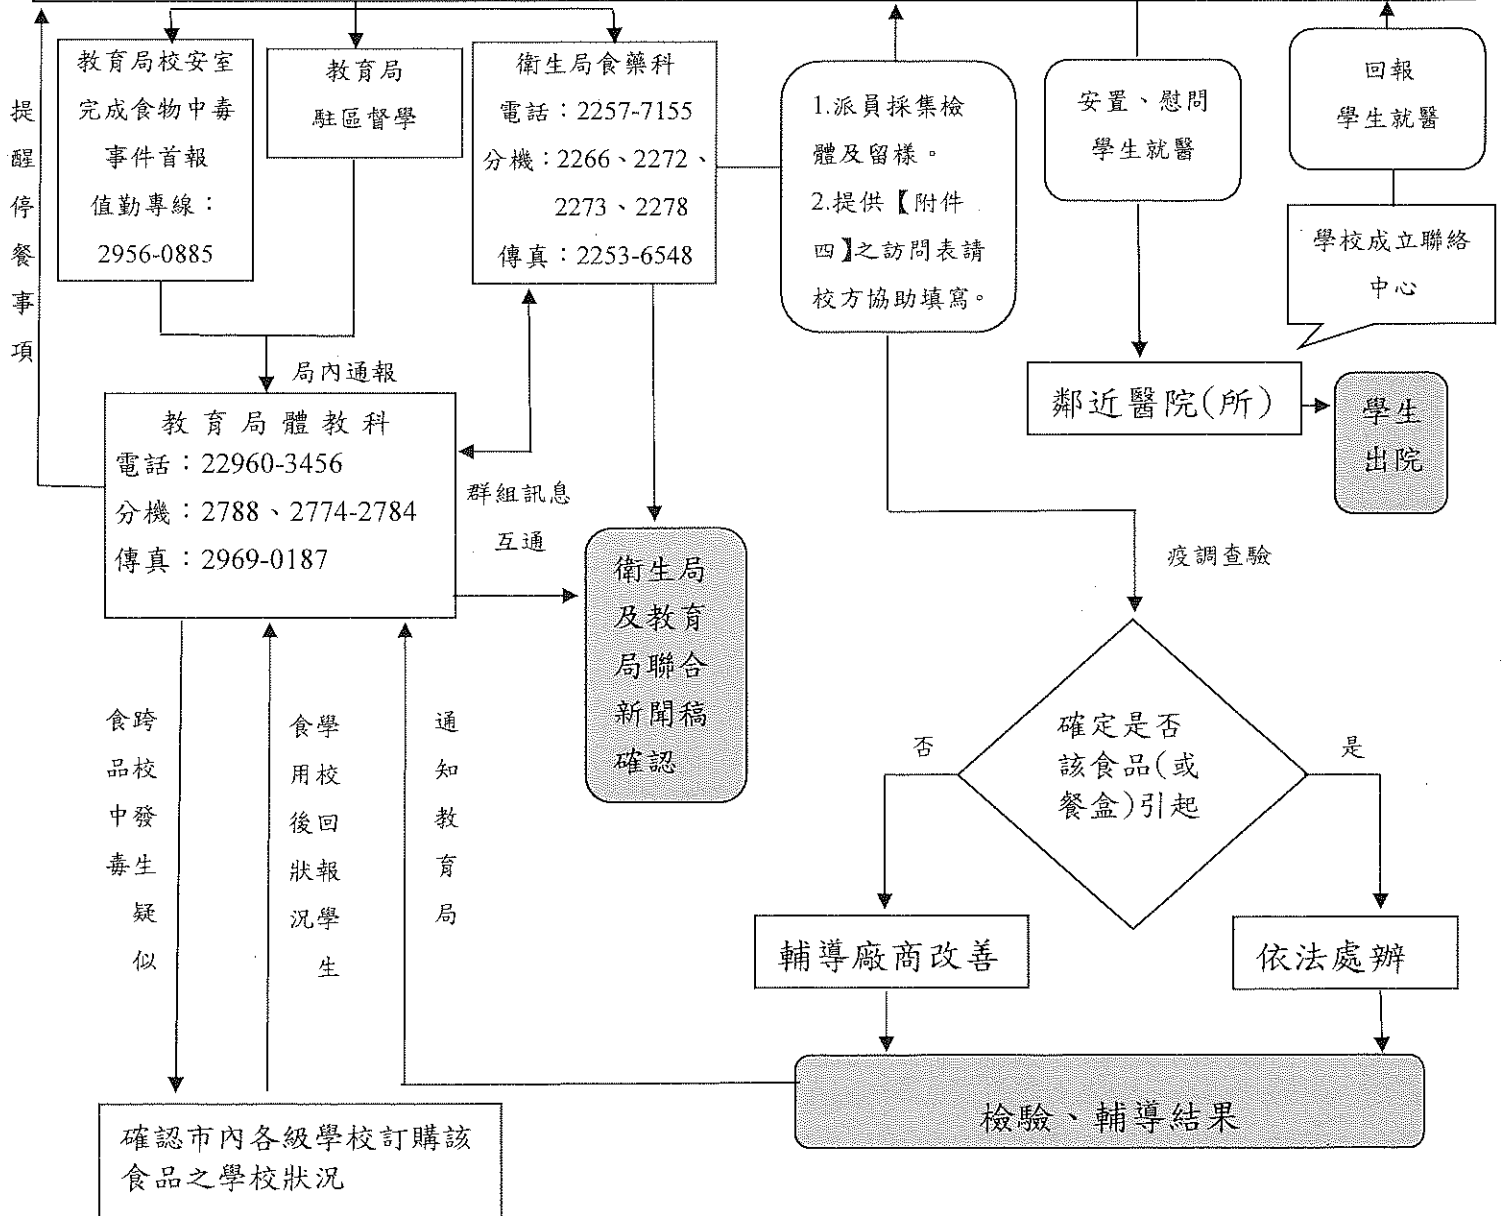 提醒停餐事項
教育局校安室
完成食物中毒
事件首報
值勤專線：
2956-0885
教育局
駐區督學
衛生局食藥科
電話：2257-7155
分機：2266、2272、
2273、2278
傳真：2253-6548
1.派員採集檢
體及留樣。
2.提供【附件
四】之訪問表請
校方協助填寫。
安置、慰問
學生就醫
回報
學生就醫
學校成立聯絡
中心
局內通報
教育局體教科
電話：22960-3456
分機：2788、2774-2784
傳真：2969-0187
群組訊息
互通
鄰近醫院(所)
學生
出院
衛生局
及教育
局聯合
新聞稿
確認
疫調查驗
確定是否
該食品(或
餐盒)引起
否
是
跨校發生疑似
食品中毒
學校回報學生
食用後狀況
通知教育局
輔導廠商改善
依法處辦
檢驗、輔導結果
確認市內各級學校訂購該
食品之學校狀況